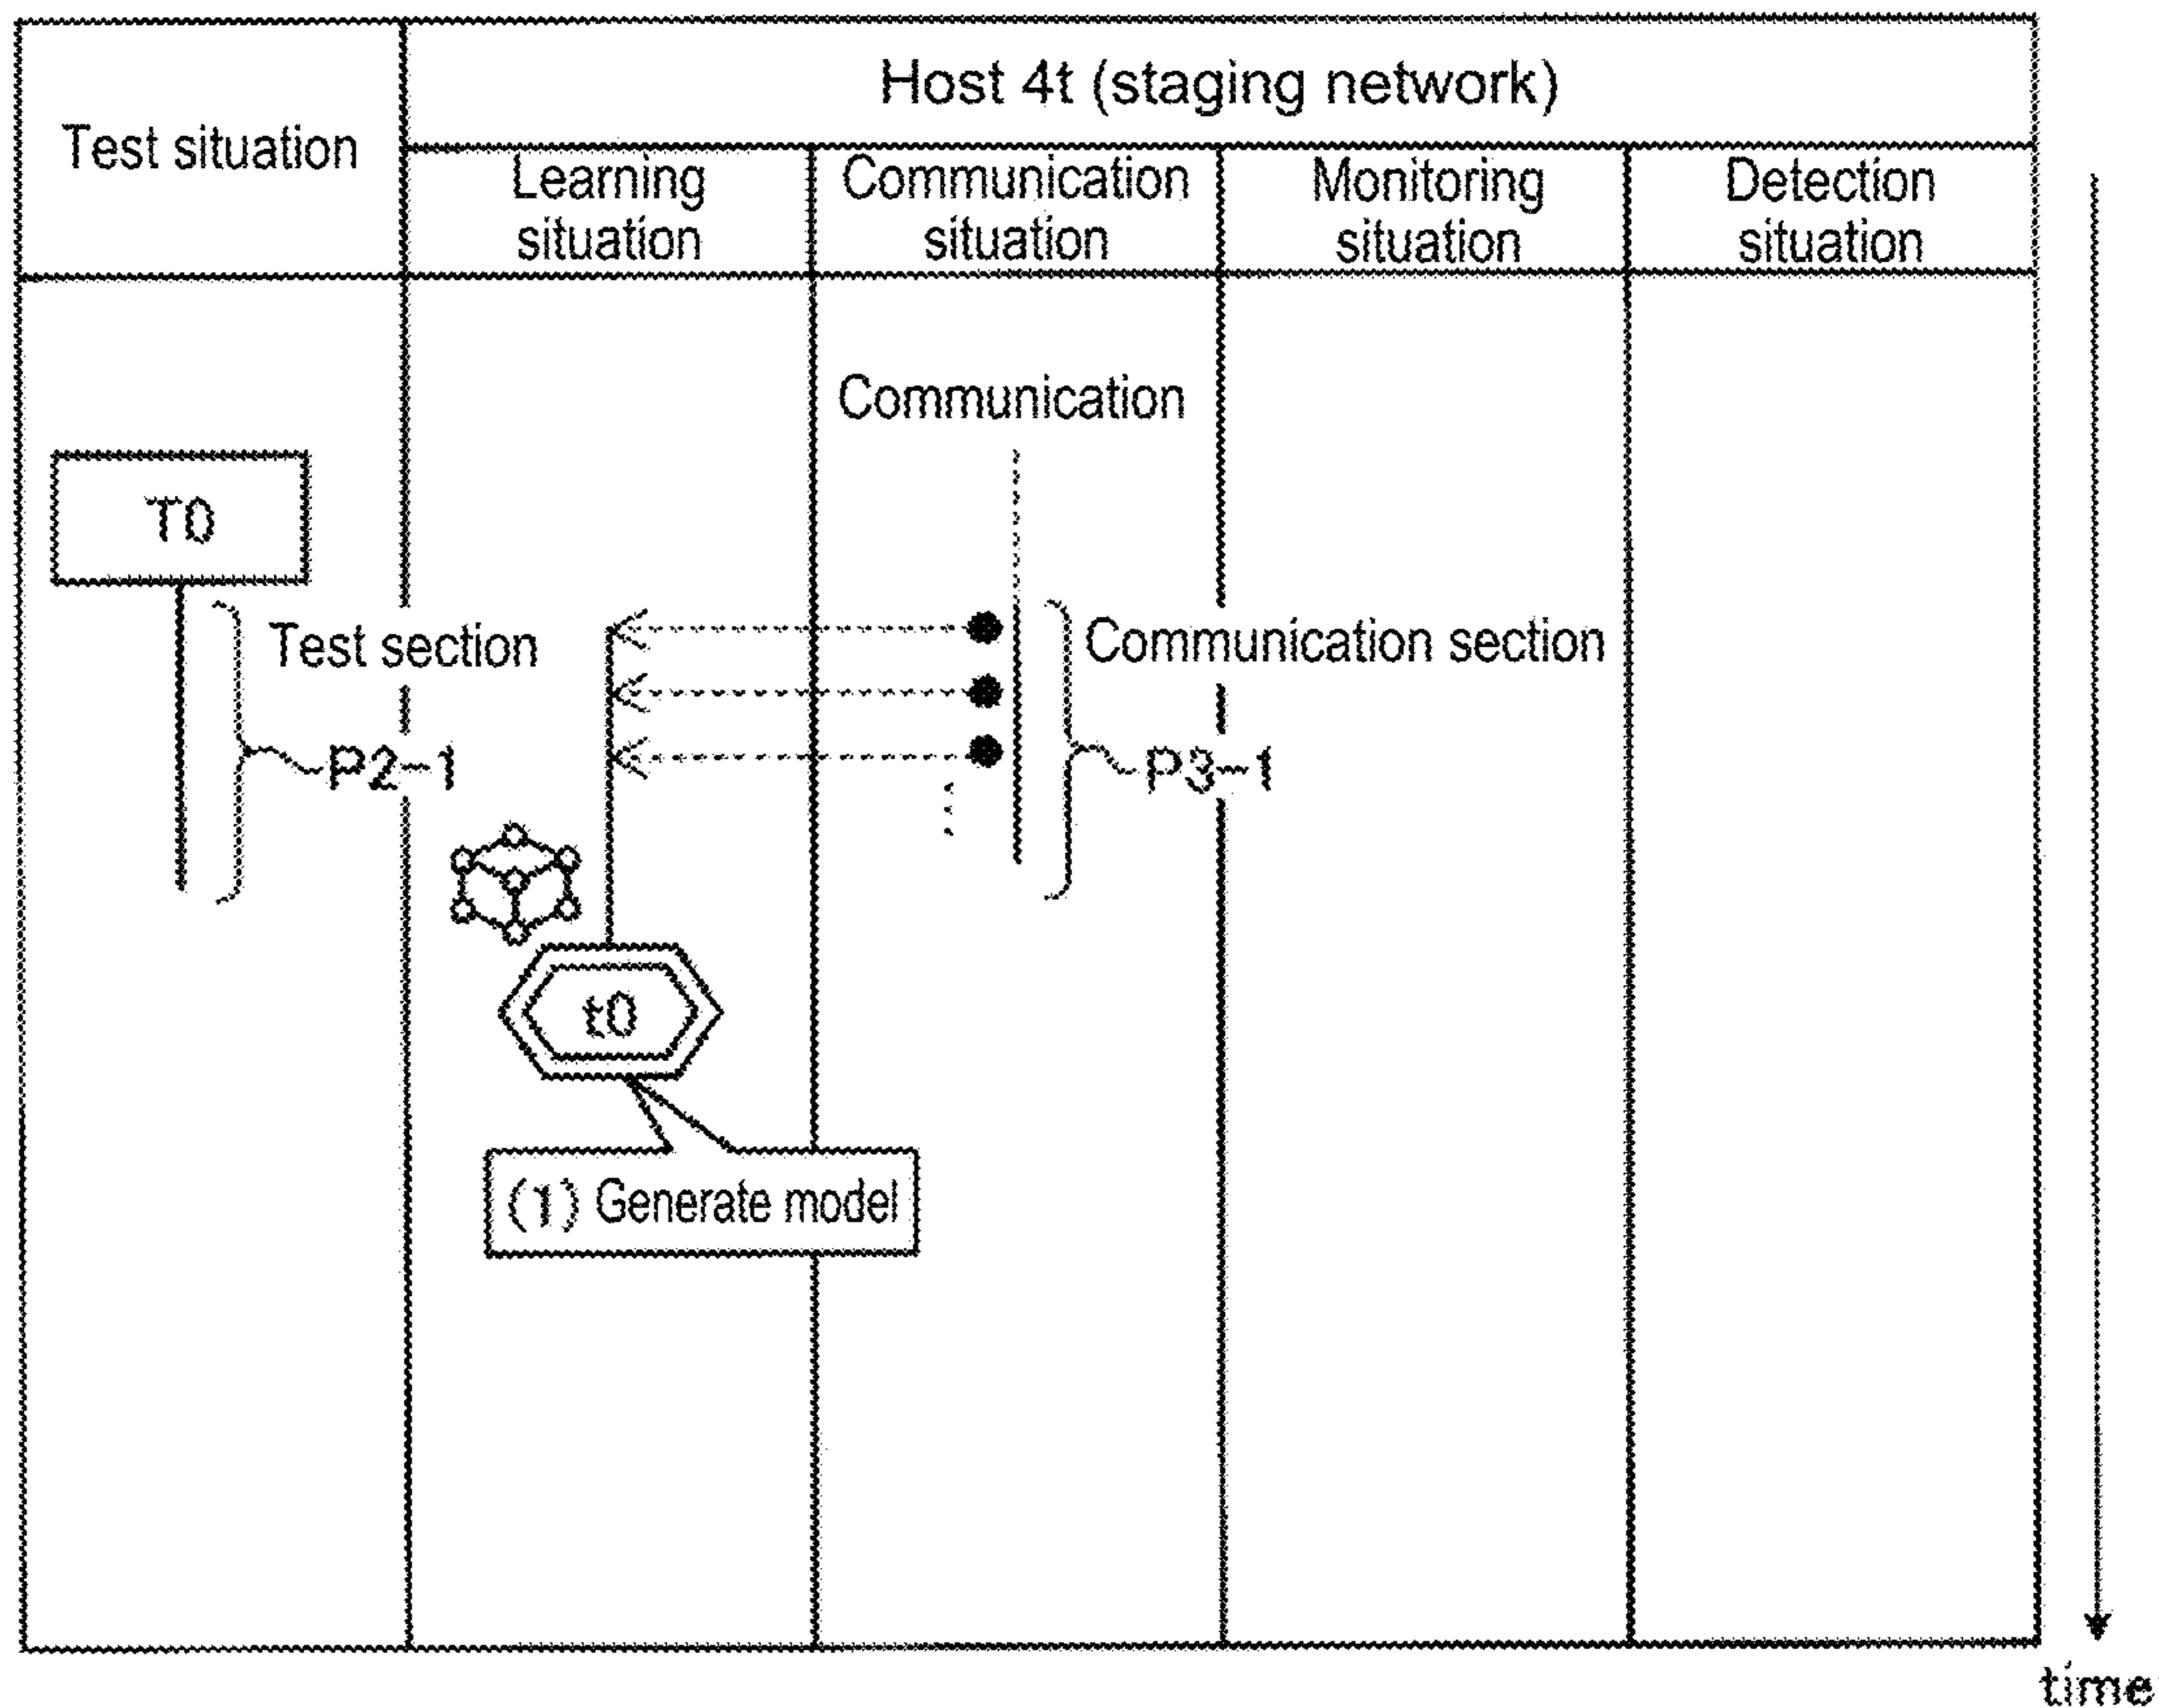 Host 4t (staging network)
Test situation
Learning
situation
Communication
situation
Monitoring
situation
Detection
situation
Communication
T0
Test section
Communication section
P2-1
P3-1
t0
(1) Generate model
time